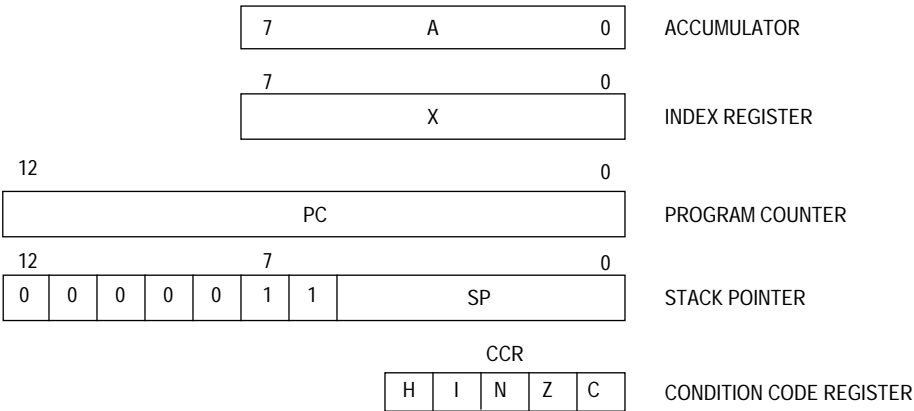 7 A 0 ACCUMULATOR
7 0
X INDEX REGISTER
12 0
PC PROGRAM COUNTER
12 7 0
0 0 0 0 0 1 1 SP STACK POINTER
CCR
H I N Z C CONDITION CODE REGISTER